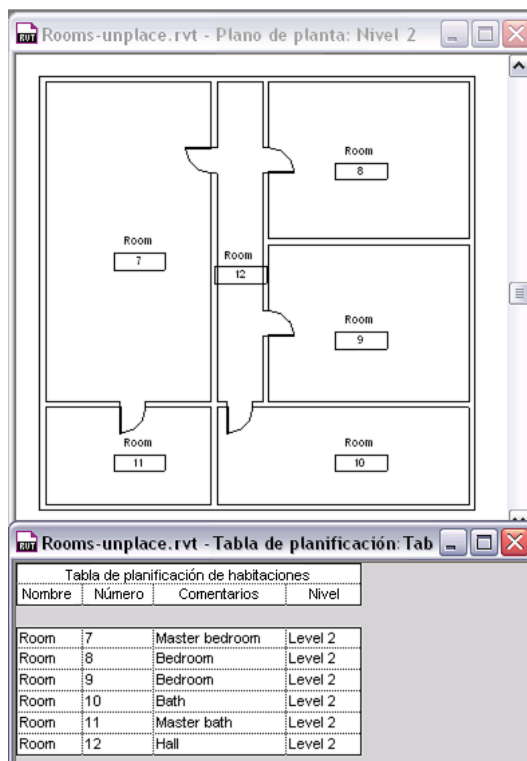 Rooms-unplace.rvt - Plano de planta: Nivel 2
Room
8
Room
7
Room
12
Room
9
Room
11
Room
10
Rooms-unplace.rvt - Tabla de planificación: Tab
Tabla de planificación de habitaciones
Nombre Número Comentarios Nivel
Room 7 Master bedroom Level 2
Room 8 Bedroom Level 2
Room 9 Bedroom Level 2
Room 10 Bath Level 2
Room 11 Master bath Level 2
Room 12 Hall Level 2